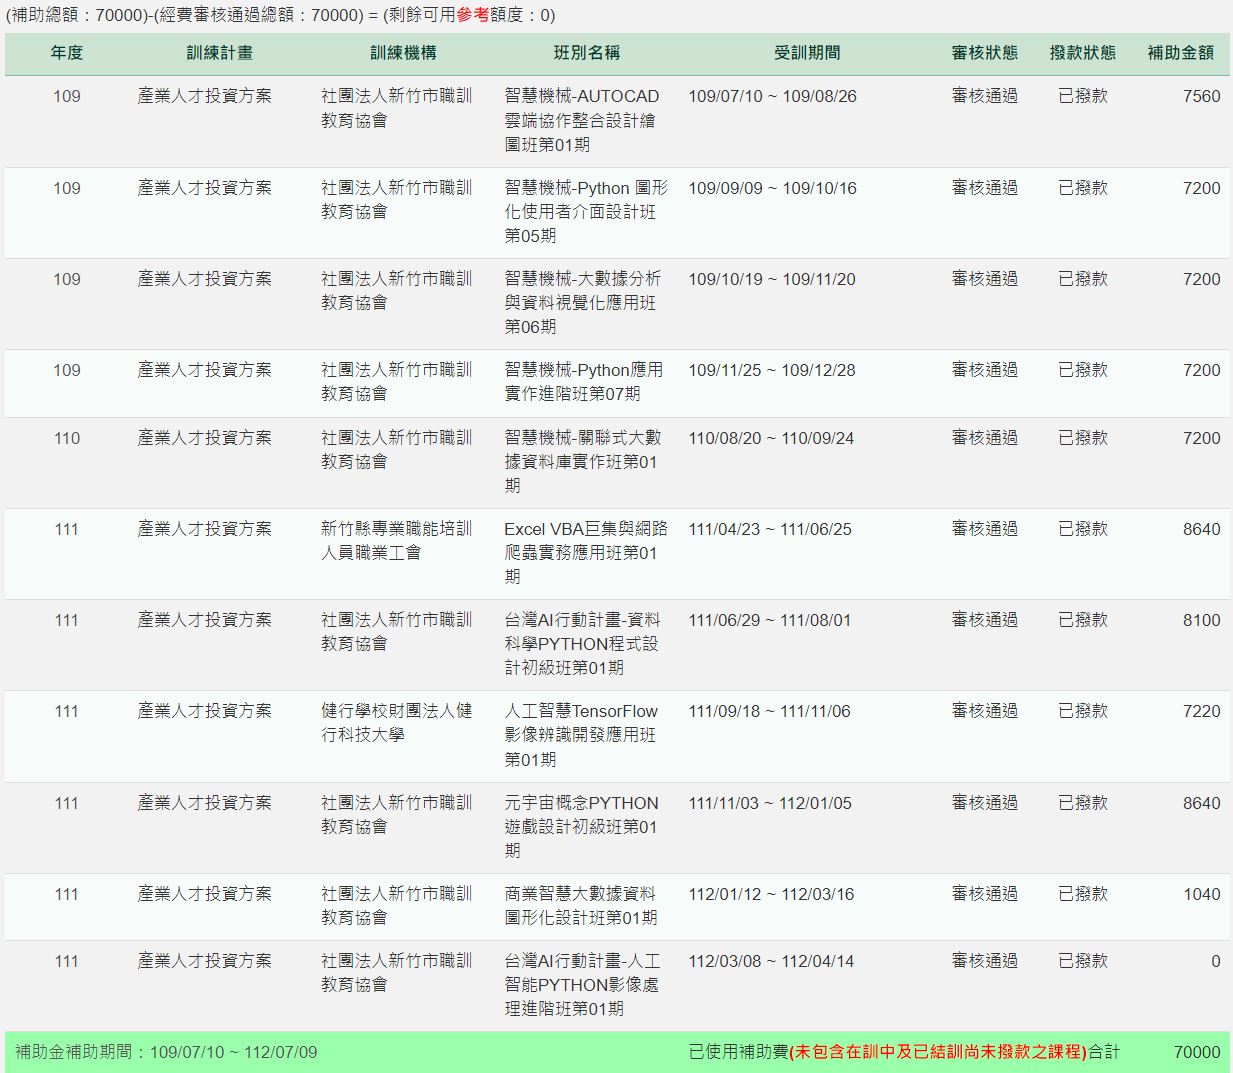 (補助總額：70000)-(經費審核通過總額：70000) = (剩餘可用參考額度：0)
年度 訓練計畫 訓練機構 班別名稱 受訓期間 審核狀態 撥款狀態 補助金額
109 產業人才投資方案 社團法人新竹市職訓 智慧機械-AUTOCAD 109/07/10 ~ 109/08/26 審核通過 已撥款 7560
教育協會 雲端協作整合設計繪
圖班第01期
109 產業人才投資方案 社團法人新竹市職訓 智慧機械-Python 圖形 109/09/09 ~ 109/10/16 審核通過 已撥款 7200
教育協會 化使用者介面設計班
第05期
109 產業人才投資方案 社團法人新竹市職訓 智慧機械-大數據分析 109/10/19 ~ 109/11/20 審核通過 已撥款 7200
教育協會 與資料視覺化應用班
第06期
109 產業人才投資方案 社團法人新竹市職訓 智慧機械-Python應用 109/11/25 ~ 109/12/28 審核通過 已撥款 7200
教育協會 實作進階班第07期
110 產業人才投資方案 社團法人新竹市職訓 智慧機械-關聯式大數 110/08/20 ~ 110/09/24 審核通過 已撥款 7200
教育協會 據資料庫實作班第01
期
111 產業人才投資方案 新竹縣專業職能培訓 Excel VBA巨集與網路 111/04/23 ~ 111/06/25 審核通過 已撥款 8640
人員職業工會 爬蟲實務應用班第01
期
111 產業人才投資方案 社團法人新竹市職訓 台灣AI行動計畫-資料 111/06/29 ~ 111/08/01 審核通過 已撥款 8100
教育協會 科學PYTHON程式設
計初級班第01期
111 產業人才投資方案 健行學校財團法人健 人工智慧TensorFlow 111/09/18 ~ 111/11/06 審核通過 已撥款 7220
行科技大學 影像辨識開發應用班
第01期
111 產業人才投資方案 社團法人新竹市職訓 元宇宙概念PYTHON 111/11/03 ~ 112/01/05 審核通過 已撥款 8640
教育協會 遊戲設計初級班第01
期
111 產業人才投資方案 社團法人新竹市職訓 商業智慧大數據資料 112/01/12 ~ 112/03/16 審核通過 已撥款 1040
教育協會 圖形化設計班第01期
111 產業人才投資方案 社團法人新竹市職訓 台灣AI行動計畫-人工 112/03/08 ~ 112/04/14 審核通過 已撥款 0
教育協會 智能PYTHON影像處
理進階班第01期
補助金補助期間：109/07/10 ~ 112/07/09 已使用補助費(未包含在訓中及已結訓尚未撥款之課程)合計 70000